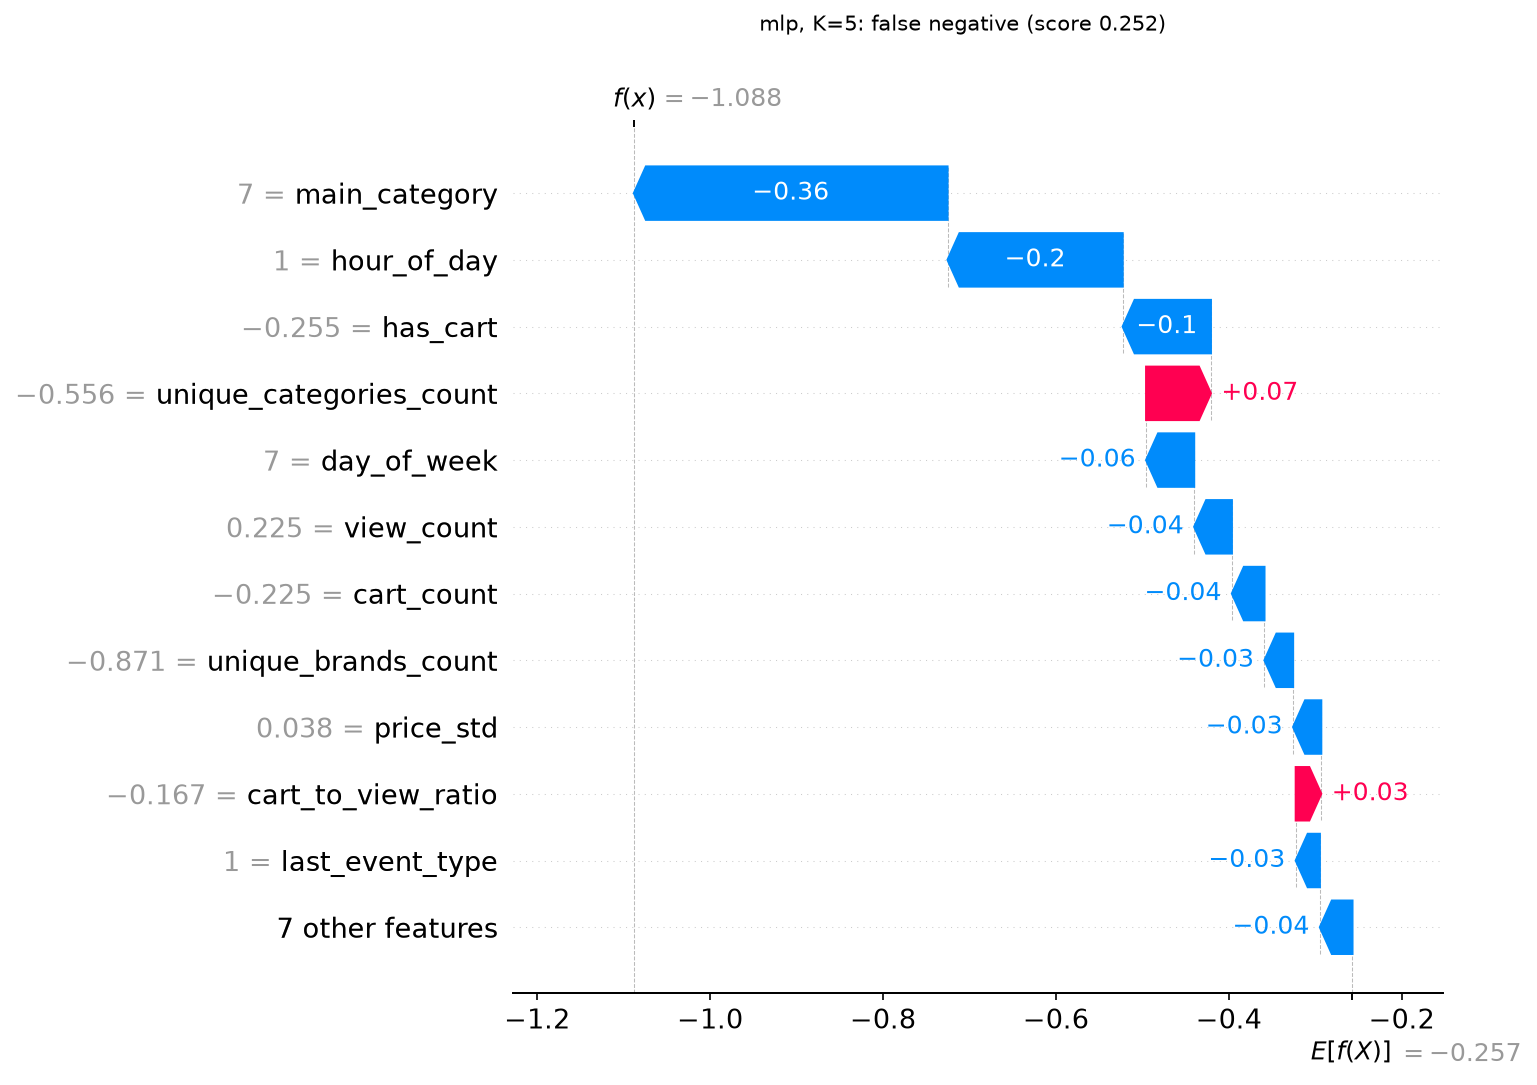 mlp, K=5: false negative (score 0.252)
f(x) = −1.088
7 = main_category −0.36
1 = hour_of_day −0.2
−0.255 = has_cart −0.1
−0.556 = unique_categories_count +0.07
7 = day_of_week −0.06
0.225 = view_count −0.04
−0.225 = cart_count −0.04
−0.871 = unique_brands_count −0.03
0.038 = price_std −0.03
−0.167 = cart_to_view_ratio +0.03
1 = last_event_type −0.03
7 other features −0.04
−1.2 −1.0 −0.8 −0.6 −0.4 −0.2
E[f(X)] = −0.257